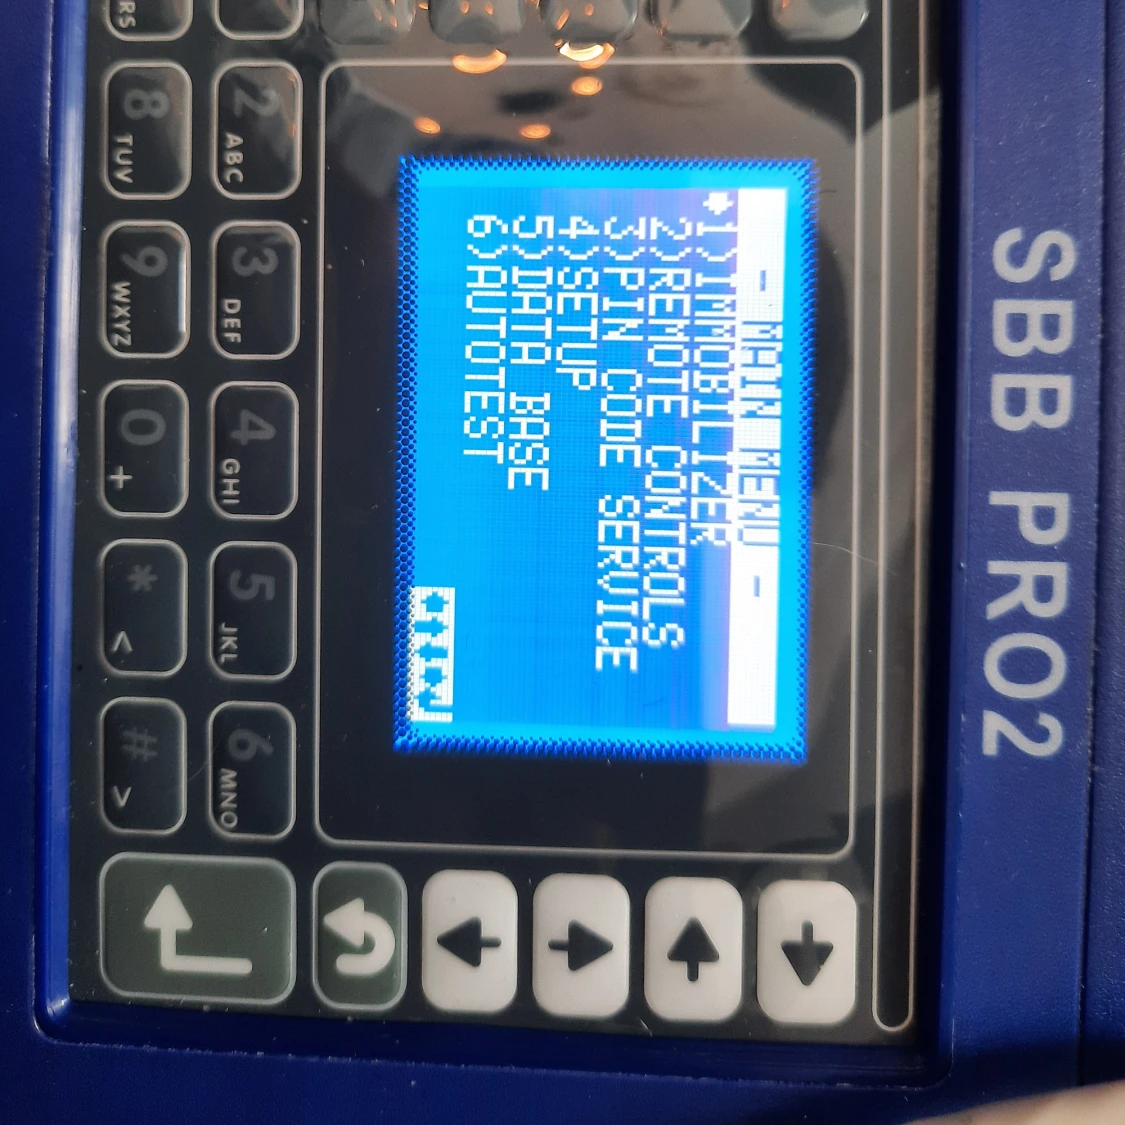 SBB PRO2
- MAIN MENU -
1)IMMOBILIZER
2)REMOTE CONTROLS
3)PIN CODE SERVICE
4)SETUP
5)DATA BASE
6)AUTOTEST
2 ABC
3 DEF
4 GHI
5 JKL
6 MNO
RS
8 TUV
9 WXYZ
0 +
* <
# >